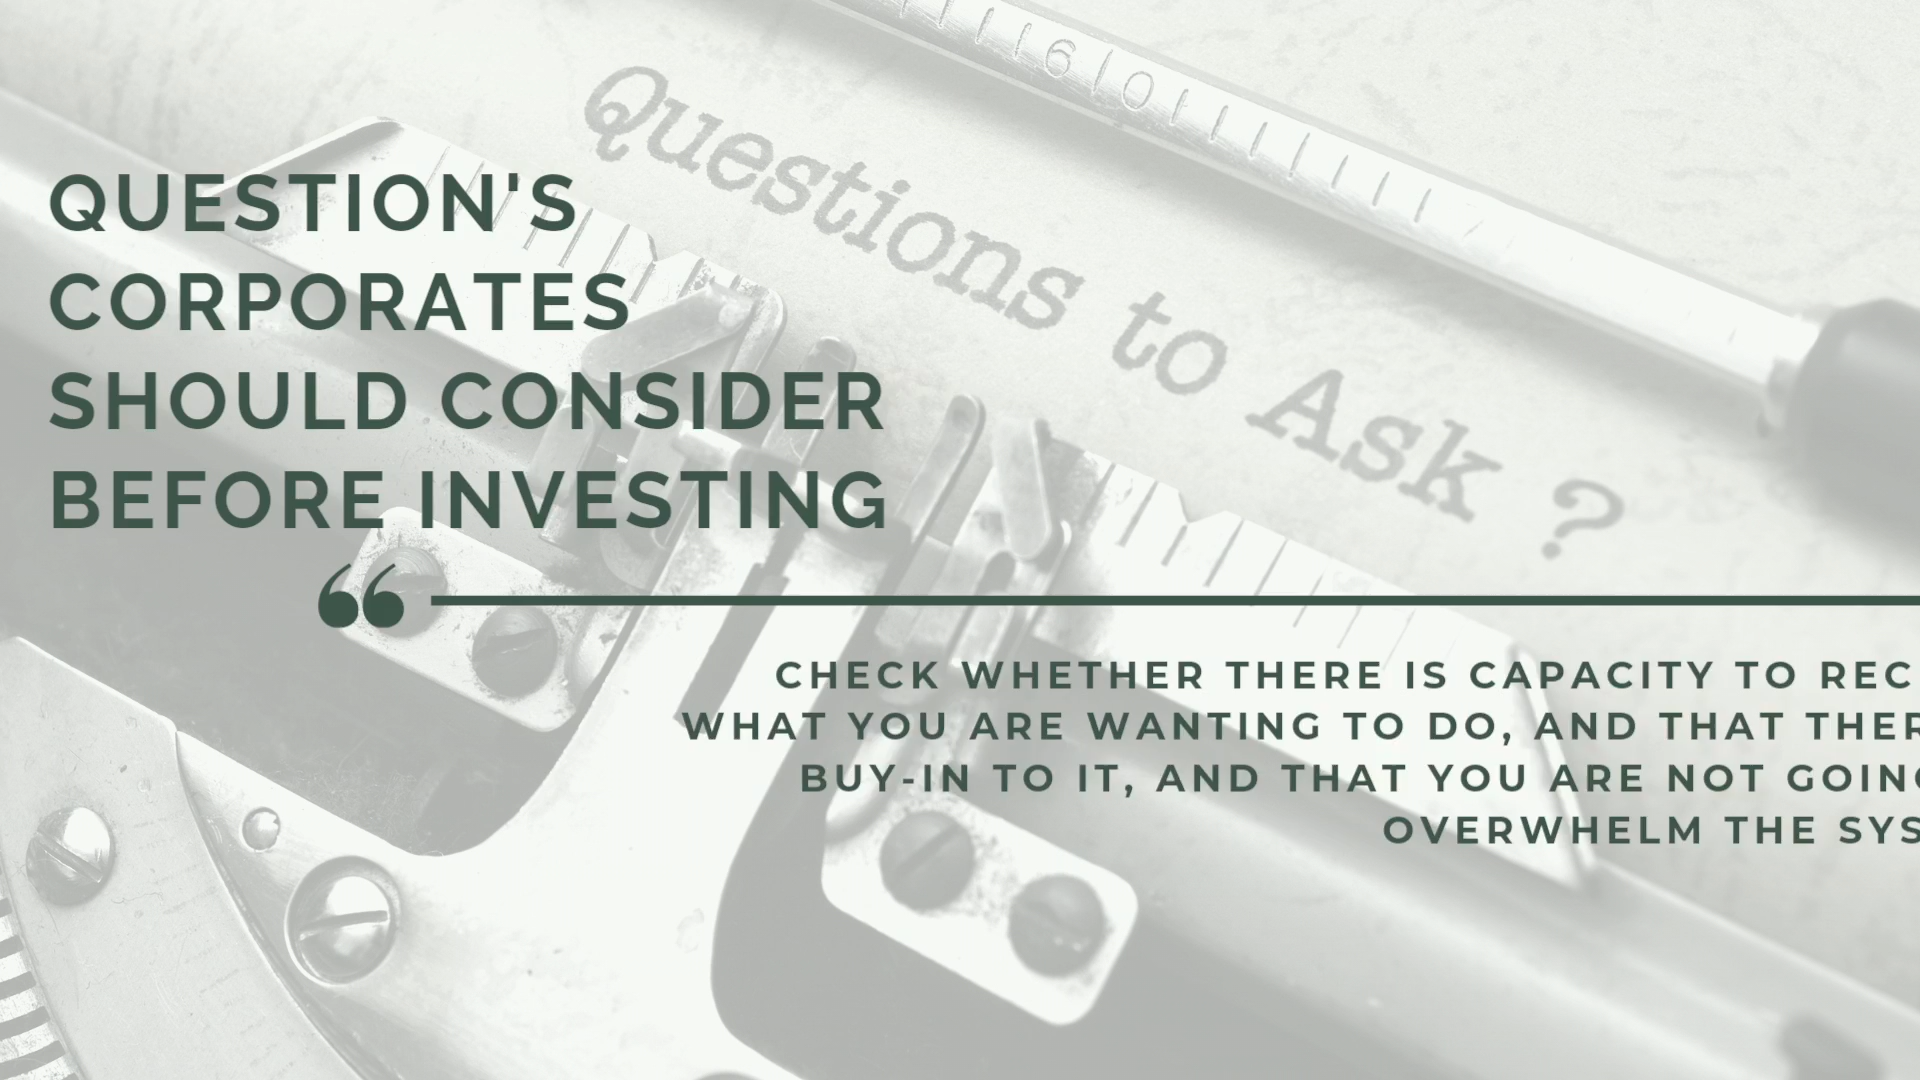 Questions to Ask ?
QUESTION'S
CORPORATES
SHOULD CONSIDER
BEFORE INVESTING
CHECK WHETHER THERE IS CAPACITY TO
WHAT YOU ARE WANTING TO DO, AND THAT
BUY-IN TO IT, AND THAT YOU ARE NOT
OVERWHELM THE